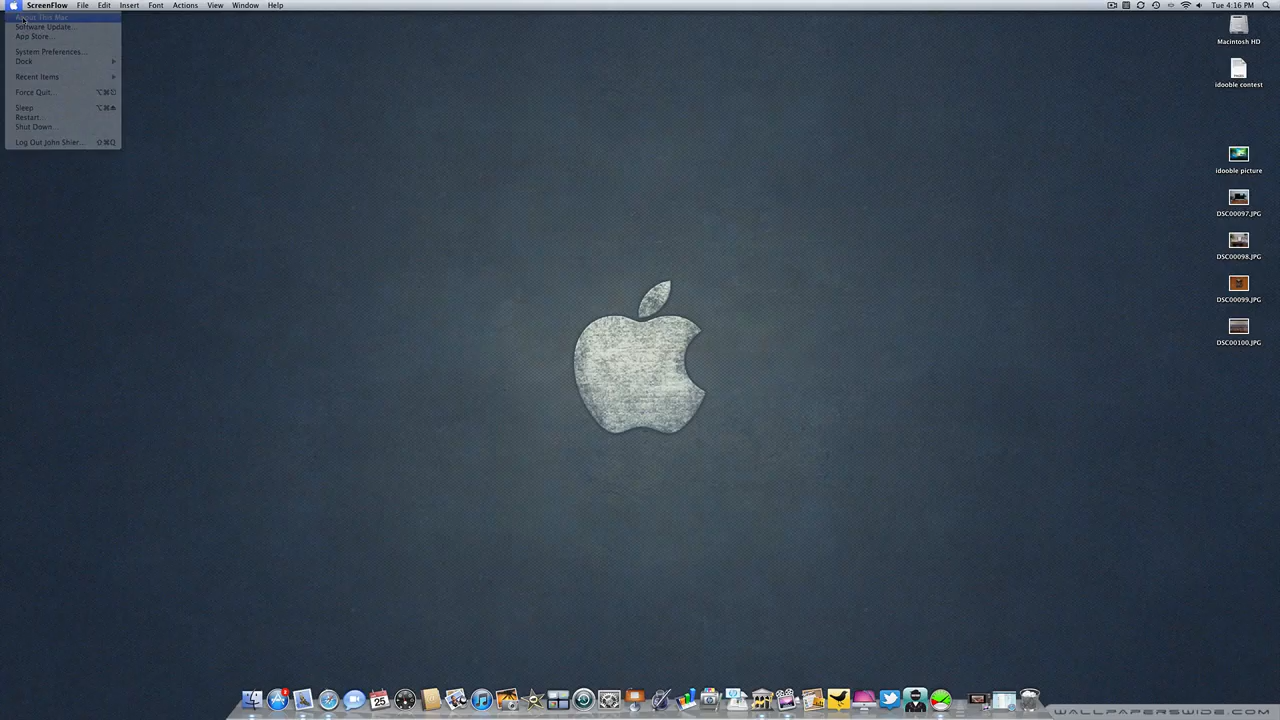 ScreenFlow File Edit Insert Font Actions View Window Help Tue 4:16 PM
About This Mac
Software Update...
App Store...
System Preferences...
Dock
Recent Items
Force Quit...
Sleep
Restart...
Shut Down...
Log Out John Shier... ⇧⌘Q
Macintosh HD
idooble contest
idooble picture
DSC00097.JPG
DSC00098.JPG
DSC00099.JPG
DSC00100.JPG
25
WALLPAPERSWIDE.COM